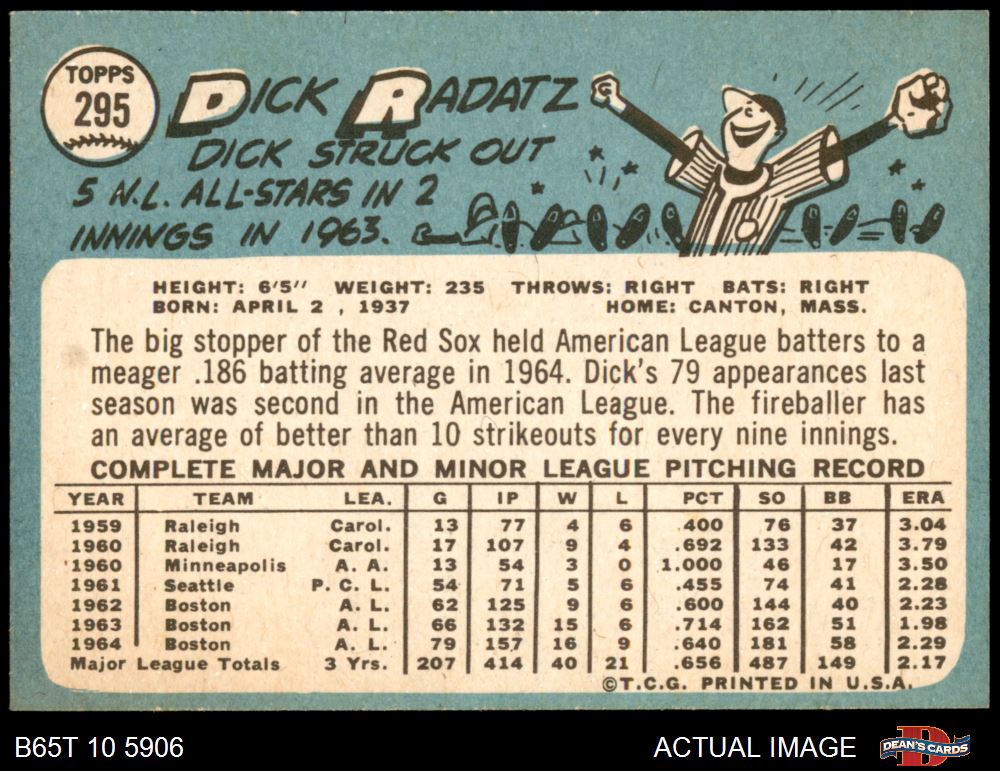 TOPPS
295
DICK RADATZ
DICK STRUCK OUT
5 N.L. ALL-STARS IN 2
INNINGS IN 1963.
HEIGHT: 6'5" WEIGHT: 235 THROWS: RIGHT BATS: RIGHT
BORN: APRIL 2 , 1937 HOME: CANTON, MASS.
The big stopper of the Red Sox held American League batters to a
meager .186 batting average in 1964. Dick's 79 appearances last
season was second in the American League. The fireballer has
an average of better than 10 strikeouts for every nine innings.
COMPLETE MAJOR AND MINOR LEAGUE PITCHING RECORD
YEAR TEAM LEA. G IP W L PCT SO BB ERA
1959 Raleigh Carol. 13 77 4 6 .400 76 37 3.04
1960 Raleigh Carol. 17 107 9 4 .692 133 42 3.79
1960 Minneapolis A. A. 13 54 3 0 1.000 46 17 3.50
1961 Seattle P. C. L. 54 71 5 6 .455 74 41 2.28
1962 Boston A. L. 62 125 9 6 .600 144 40 2.23
1963 Boston A. L. 66 132 15 6 .714 162 51 1.98
1964 Boston A. L. 79 157 16 9 .640 181 58 2.29
Major League Totals 3 Yrs. 207 414 40 21 .656 487 149 2.17
©T.C.G. PRINTED IN U.S.A.
B65T 10 5906 ACTUAL IMAGE DEAN'S CARDS